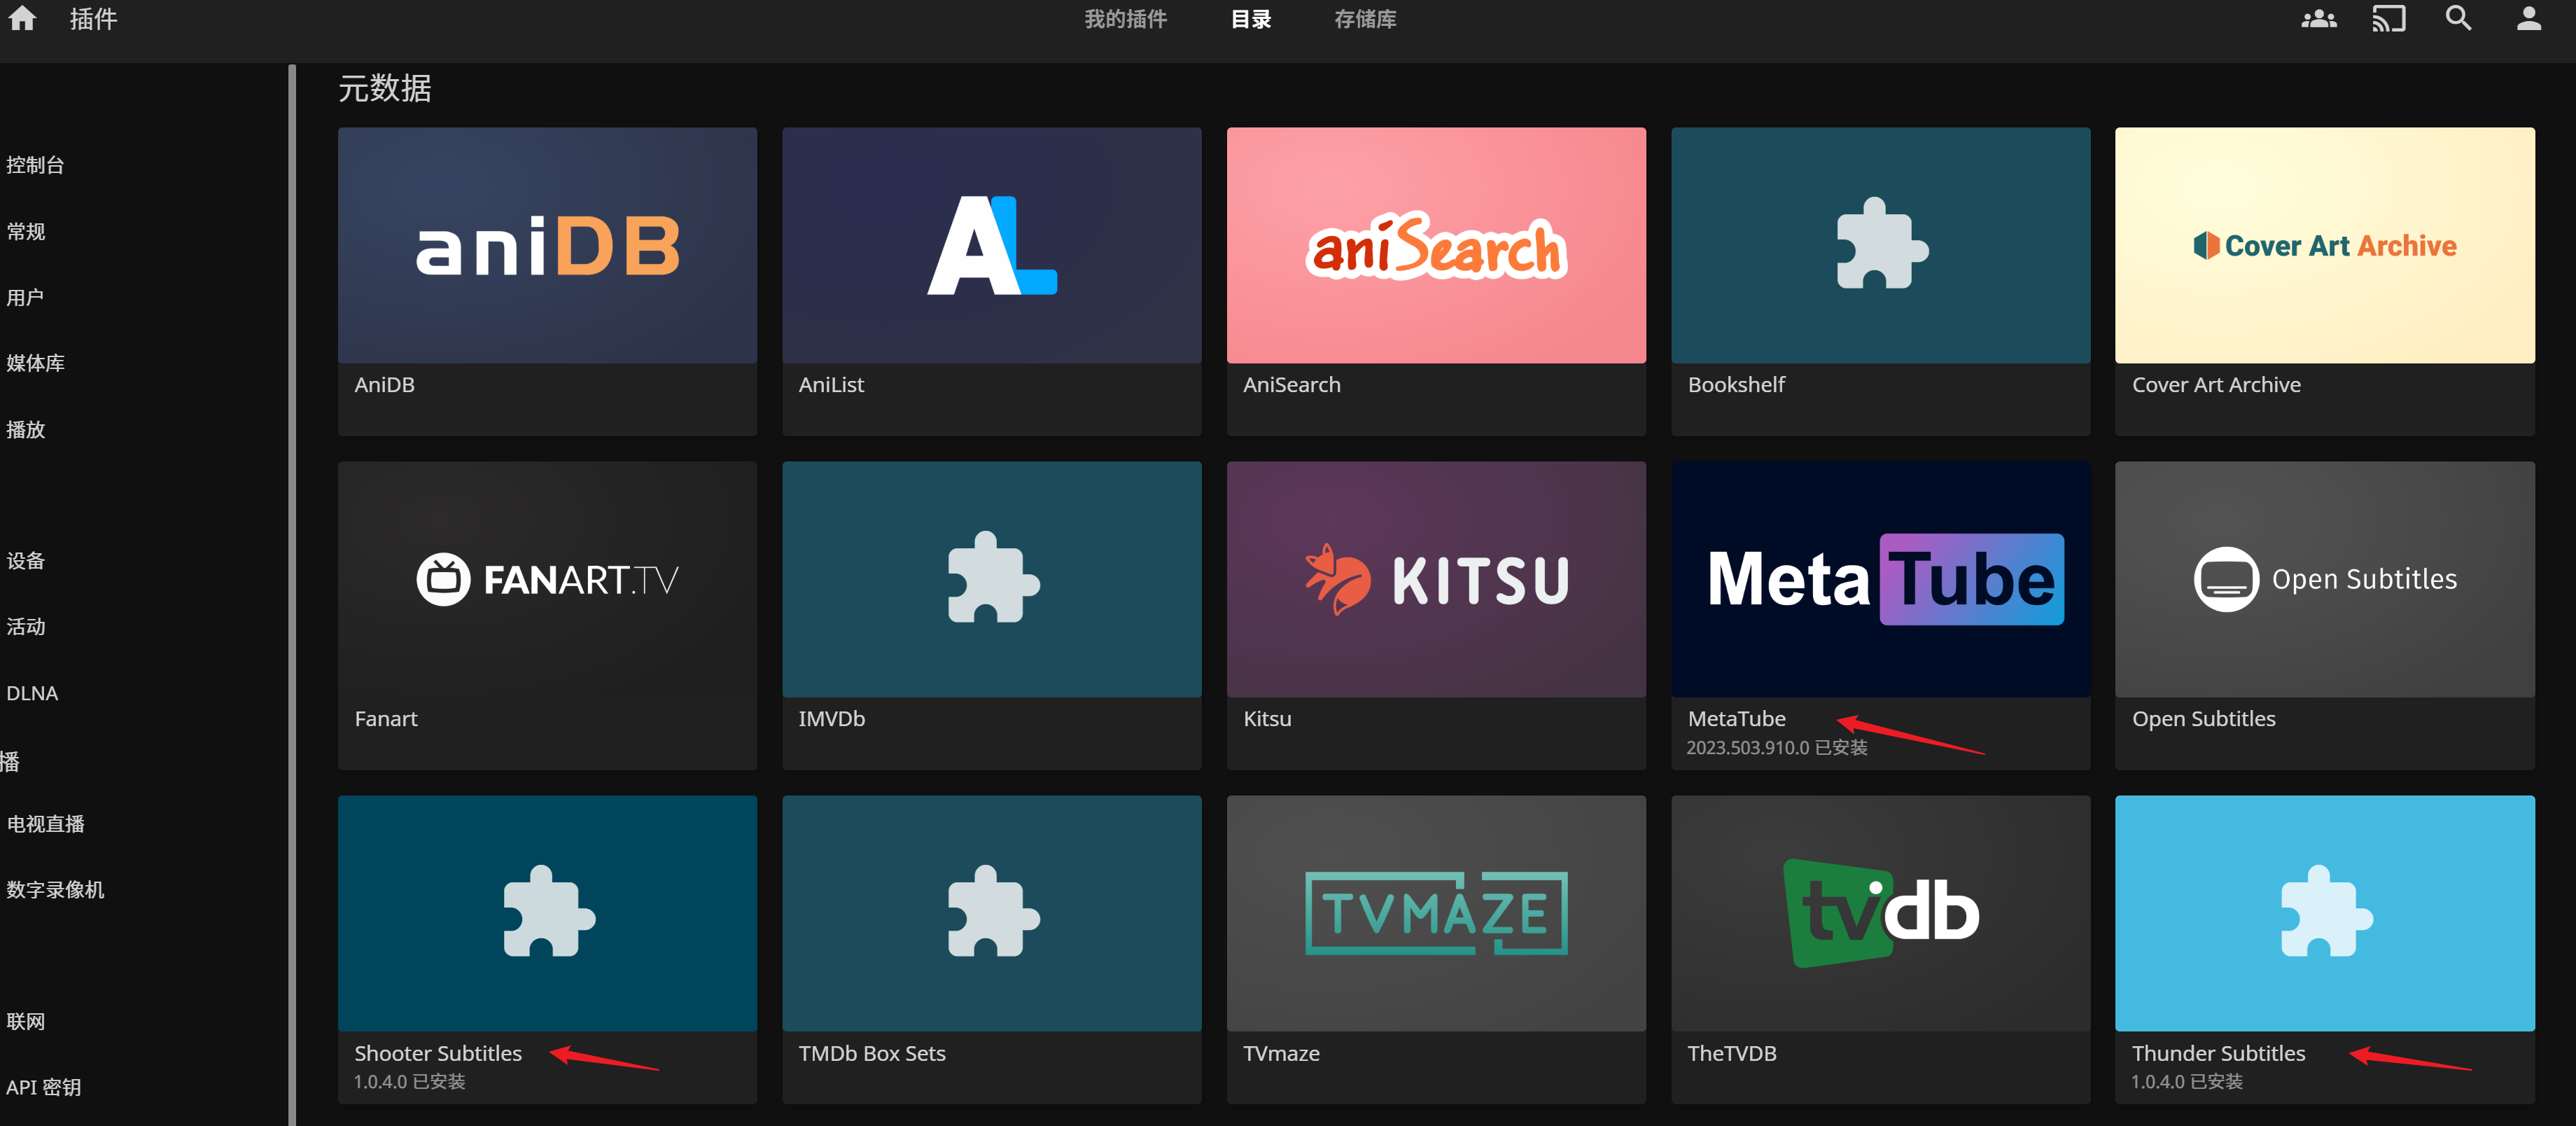 插件
我的插件
目录
存储库
控制台
常规
用户
媒体库
播放
设备
活动
DLNA
播
电视直播
数字录像机
联网
API 密钥
元数据
aniDB
AniDB
AL
AniList
aniSearch
AniSearch
Bookshelf
Cover Art Archive
Cover Art Archive
FANART.TV
Fanart
IMVDb
KITSU
Kitsu
Meta Tube
MetaTube
2023.503.910.0 已安装
Open Subtitles
Open Subtitles
Shooter Subtitles
1.0.4.0 已安装
TMDb Box Sets
TVMAZE
TVmaze
tvdb
TheTVDB
Thunder Subtitles
1.0.4.0 已安装